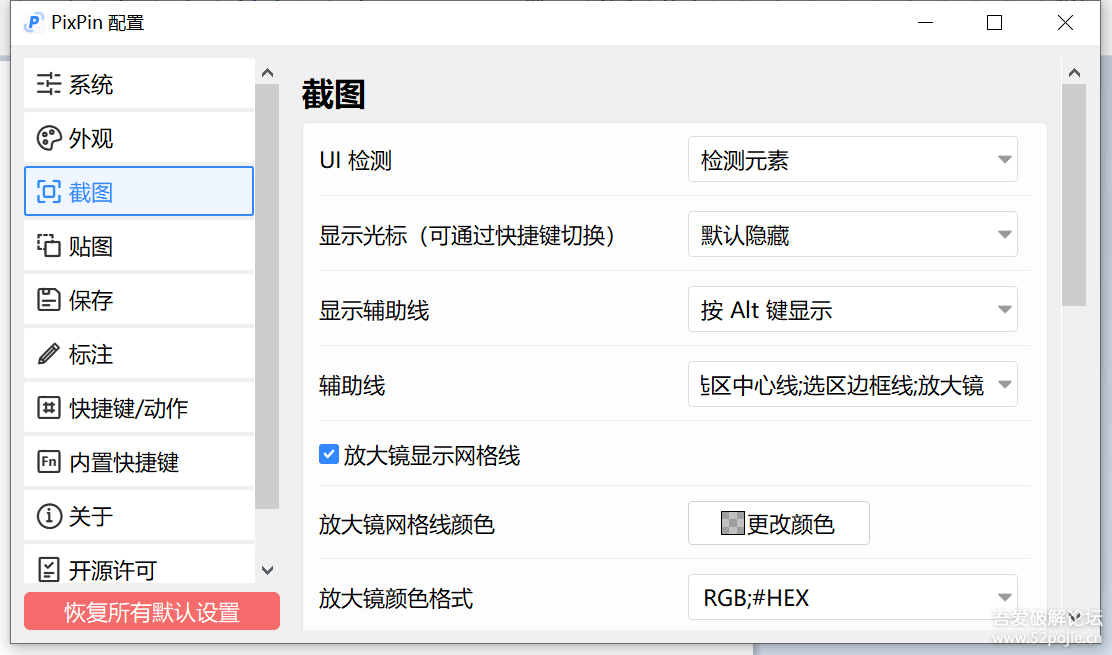 PixPin 配置
系统
外观
截图
贴图
保存
标注
快捷键/动作
内置快捷键
关于
开源许可
恢复所有默认设置
截图
UI 检测
检测元素
显示光标（可通过快捷键切换）
默认隐藏
显示辅助线
按 Alt 键显示
辅助线
区中心线;选区边框线;放大镜
放大镜显示网格线
放大镜网格线颜色
更改颜色
放大镜颜色格式
RGB;#HEX
吾爱破解论坛
www.52pojie.cn